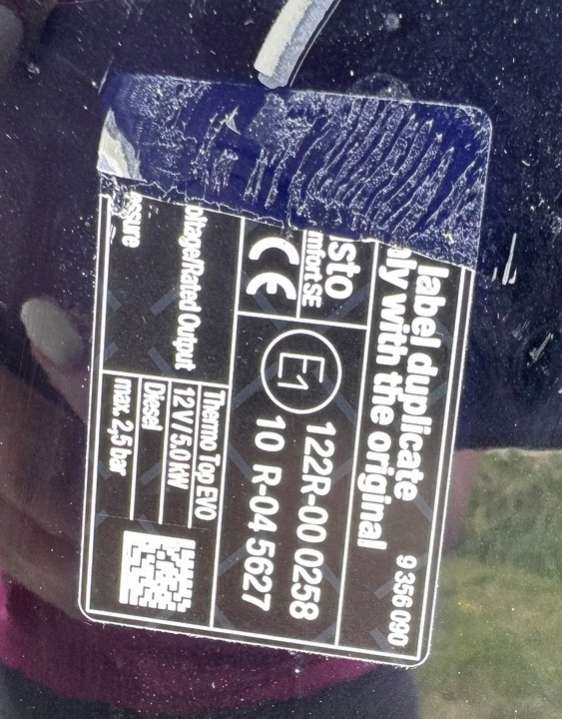 label duplicate
ly with the original
9 356 090
sto
mfort SE
CE
E1
122R-00 0258
10 R-04 5627
Thermo Top EVO
oltage/Rated Output
12 V / 5.0 kW
Diesel
ssure
max. 2,5 bar